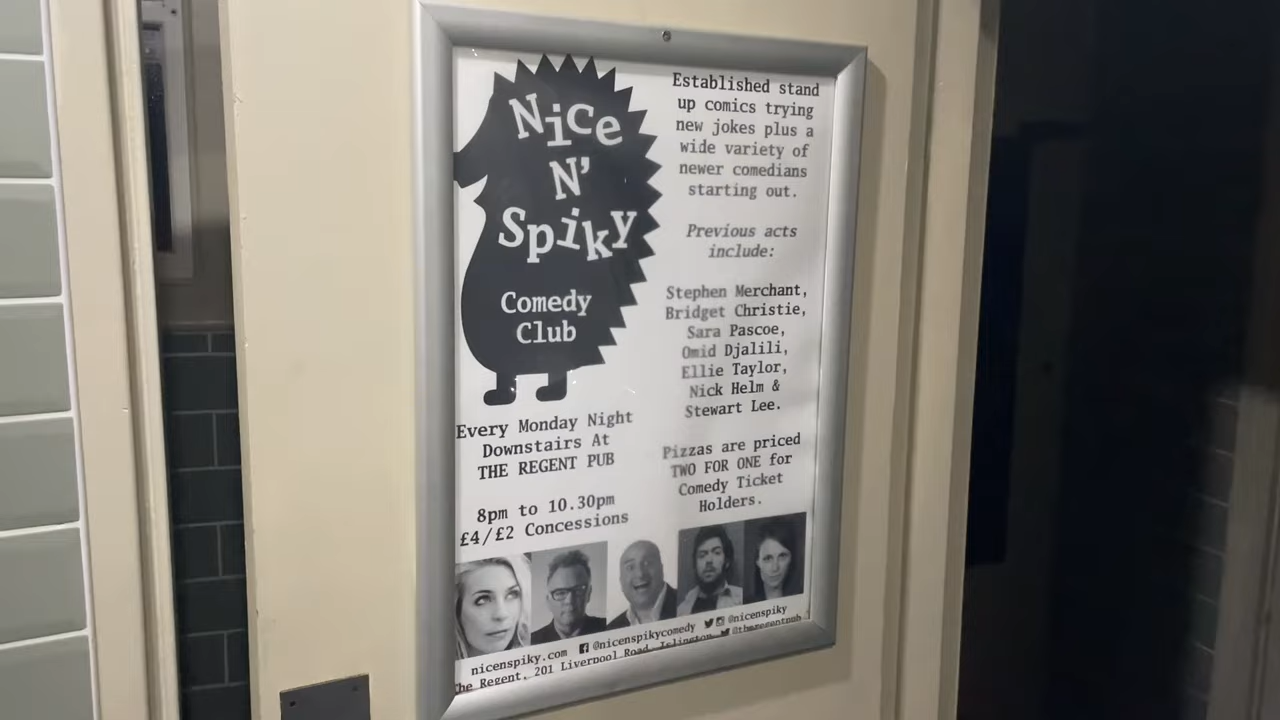 Nice
N'
Spiky
Comedy
Club
Every Monday Night
Downstairs At
THE REGENT PUB
8pm to 10.30pm
£4/£2 Concessions
Established stand
up comics trying
new jokes plus a
wide variety of
newer comedians
starting out.
Previous acts
include:
Stephen Merchant,
Bridget Christie,
Sara Pascoe,
Omid Djalili,
Ellie Taylor,
Nick Helm &
Stewart Lee.
Pizzas are priced
TWO FOR ONE for
Comedy Ticket
Holders.
nicenspiky.com @nicenspikycomedy @nicenspiky
The Regent, 201 Liverpool Road, Islington @theregentpub